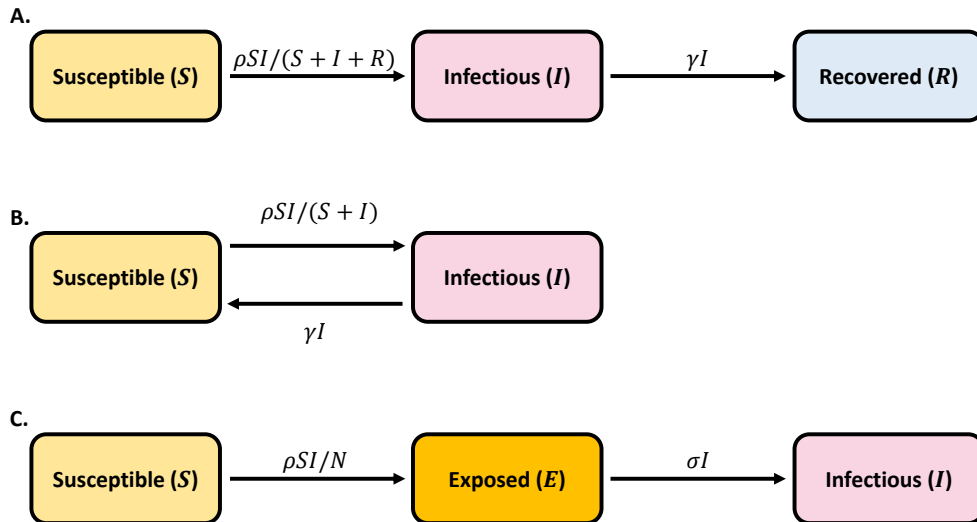 A.
Susceptible (S)
ρSI/(S + I + R)
Infectious (I)
γI
Recovered (R)
B.
Susceptible (S)
ρSI/(S + I)
γI
Infectious (I)
C.
Susceptible (S)
ρSI/N
Exposed (E)
σI
Infectious (I)